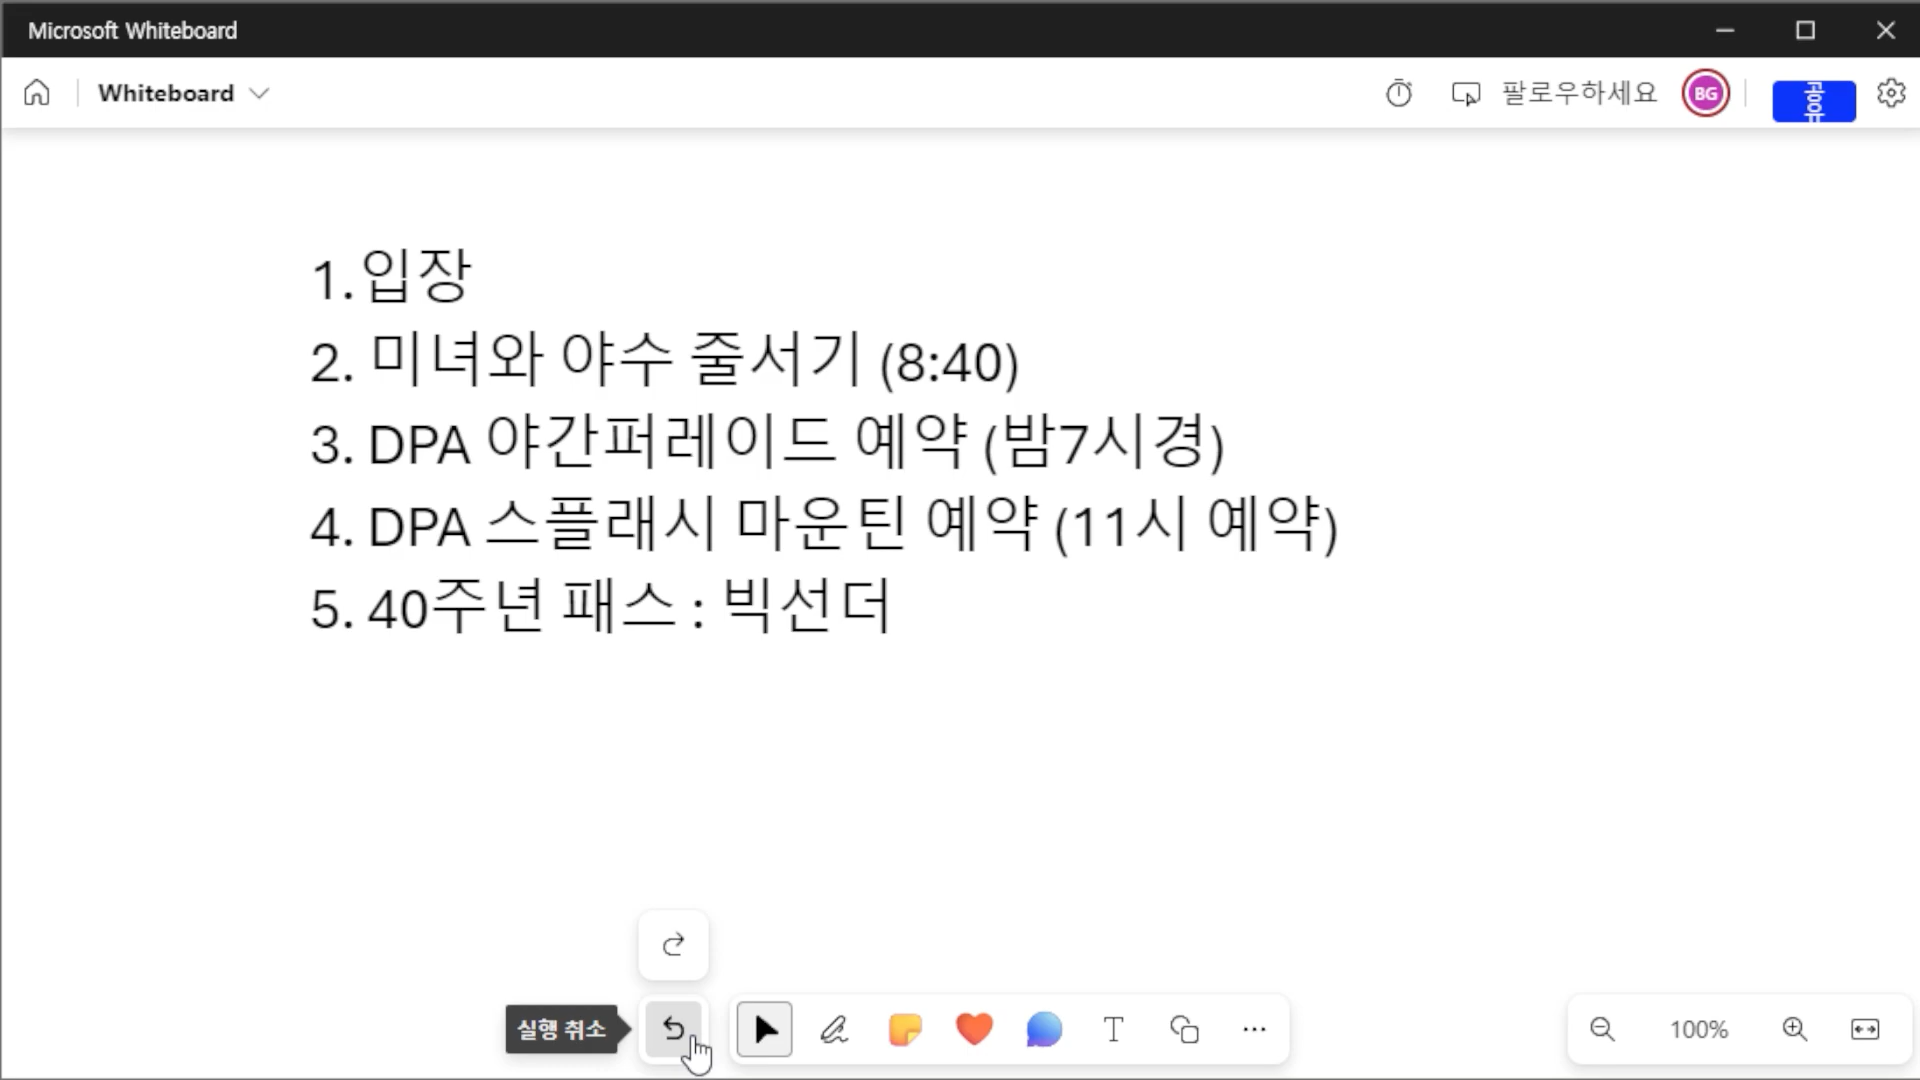 Microsoft Whiteboard
Whiteboard
팔로우하세요
BG
공유
1.입장
2. 미녀와 야수 줄서기 (8:40)
3. DPA 야간퍼레이드 예약 (밤7시경)
4. DPA 스플래시 마운틴 예약 (11시 예약)
5. 40주년 패스 : 빅선더
실행 취소
100%